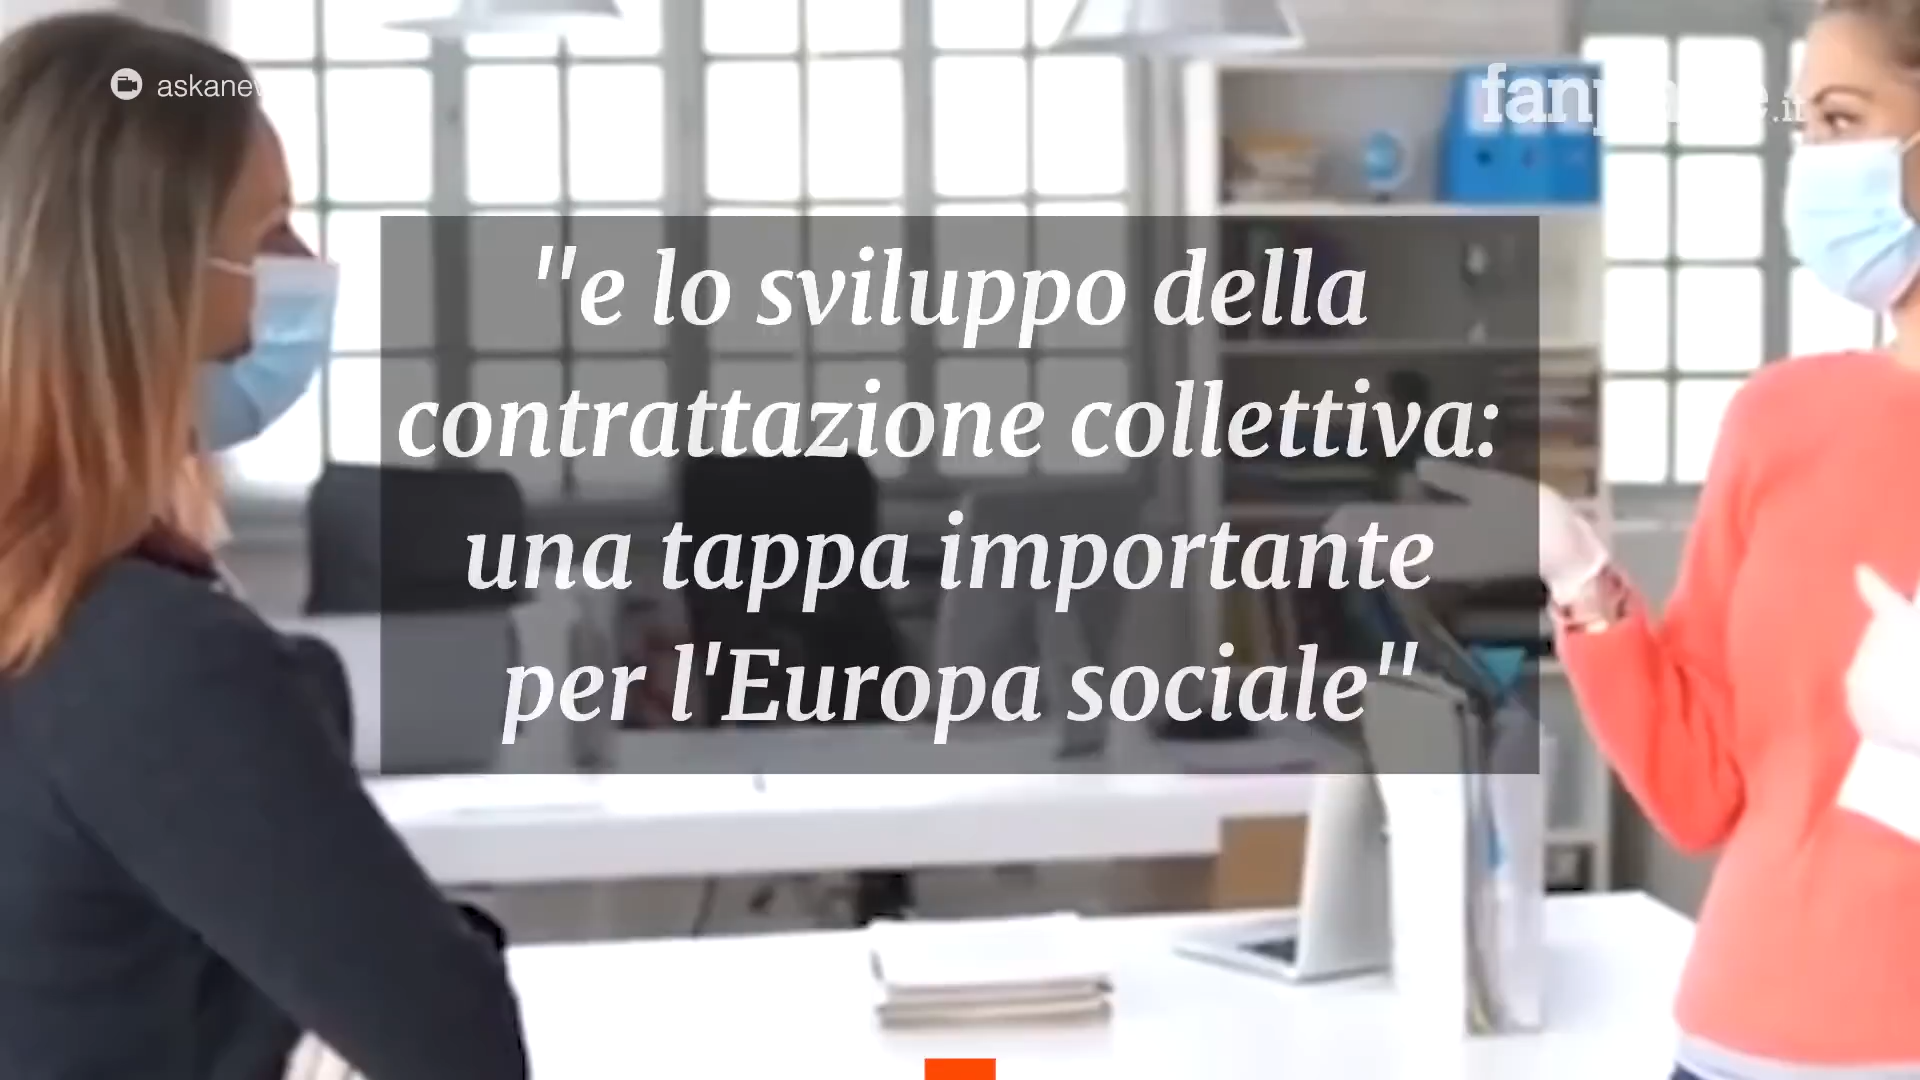 "e lo sviluppo della
contrattazione collettiva:
una tappa importante
per l'Europa sociale"